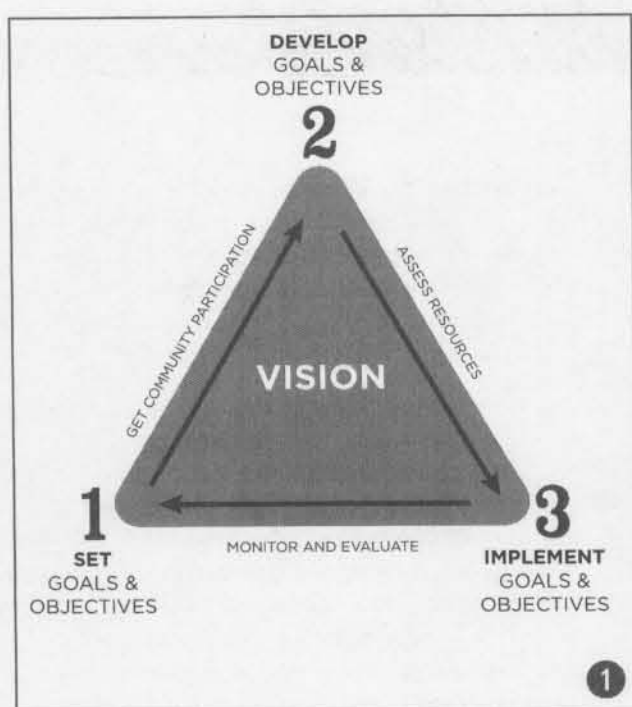 DEVELOP
GOALS &
OBJECTIVES
2
GET COMMUNITY PARTICIPATION
ASSESS RESOURCES
VISION
1
SET
GOALS &
OBJECTIVES
MONITOR AND EVALUATE
3
IMPLEMENT
GOALS &
OBJECTIVES
1